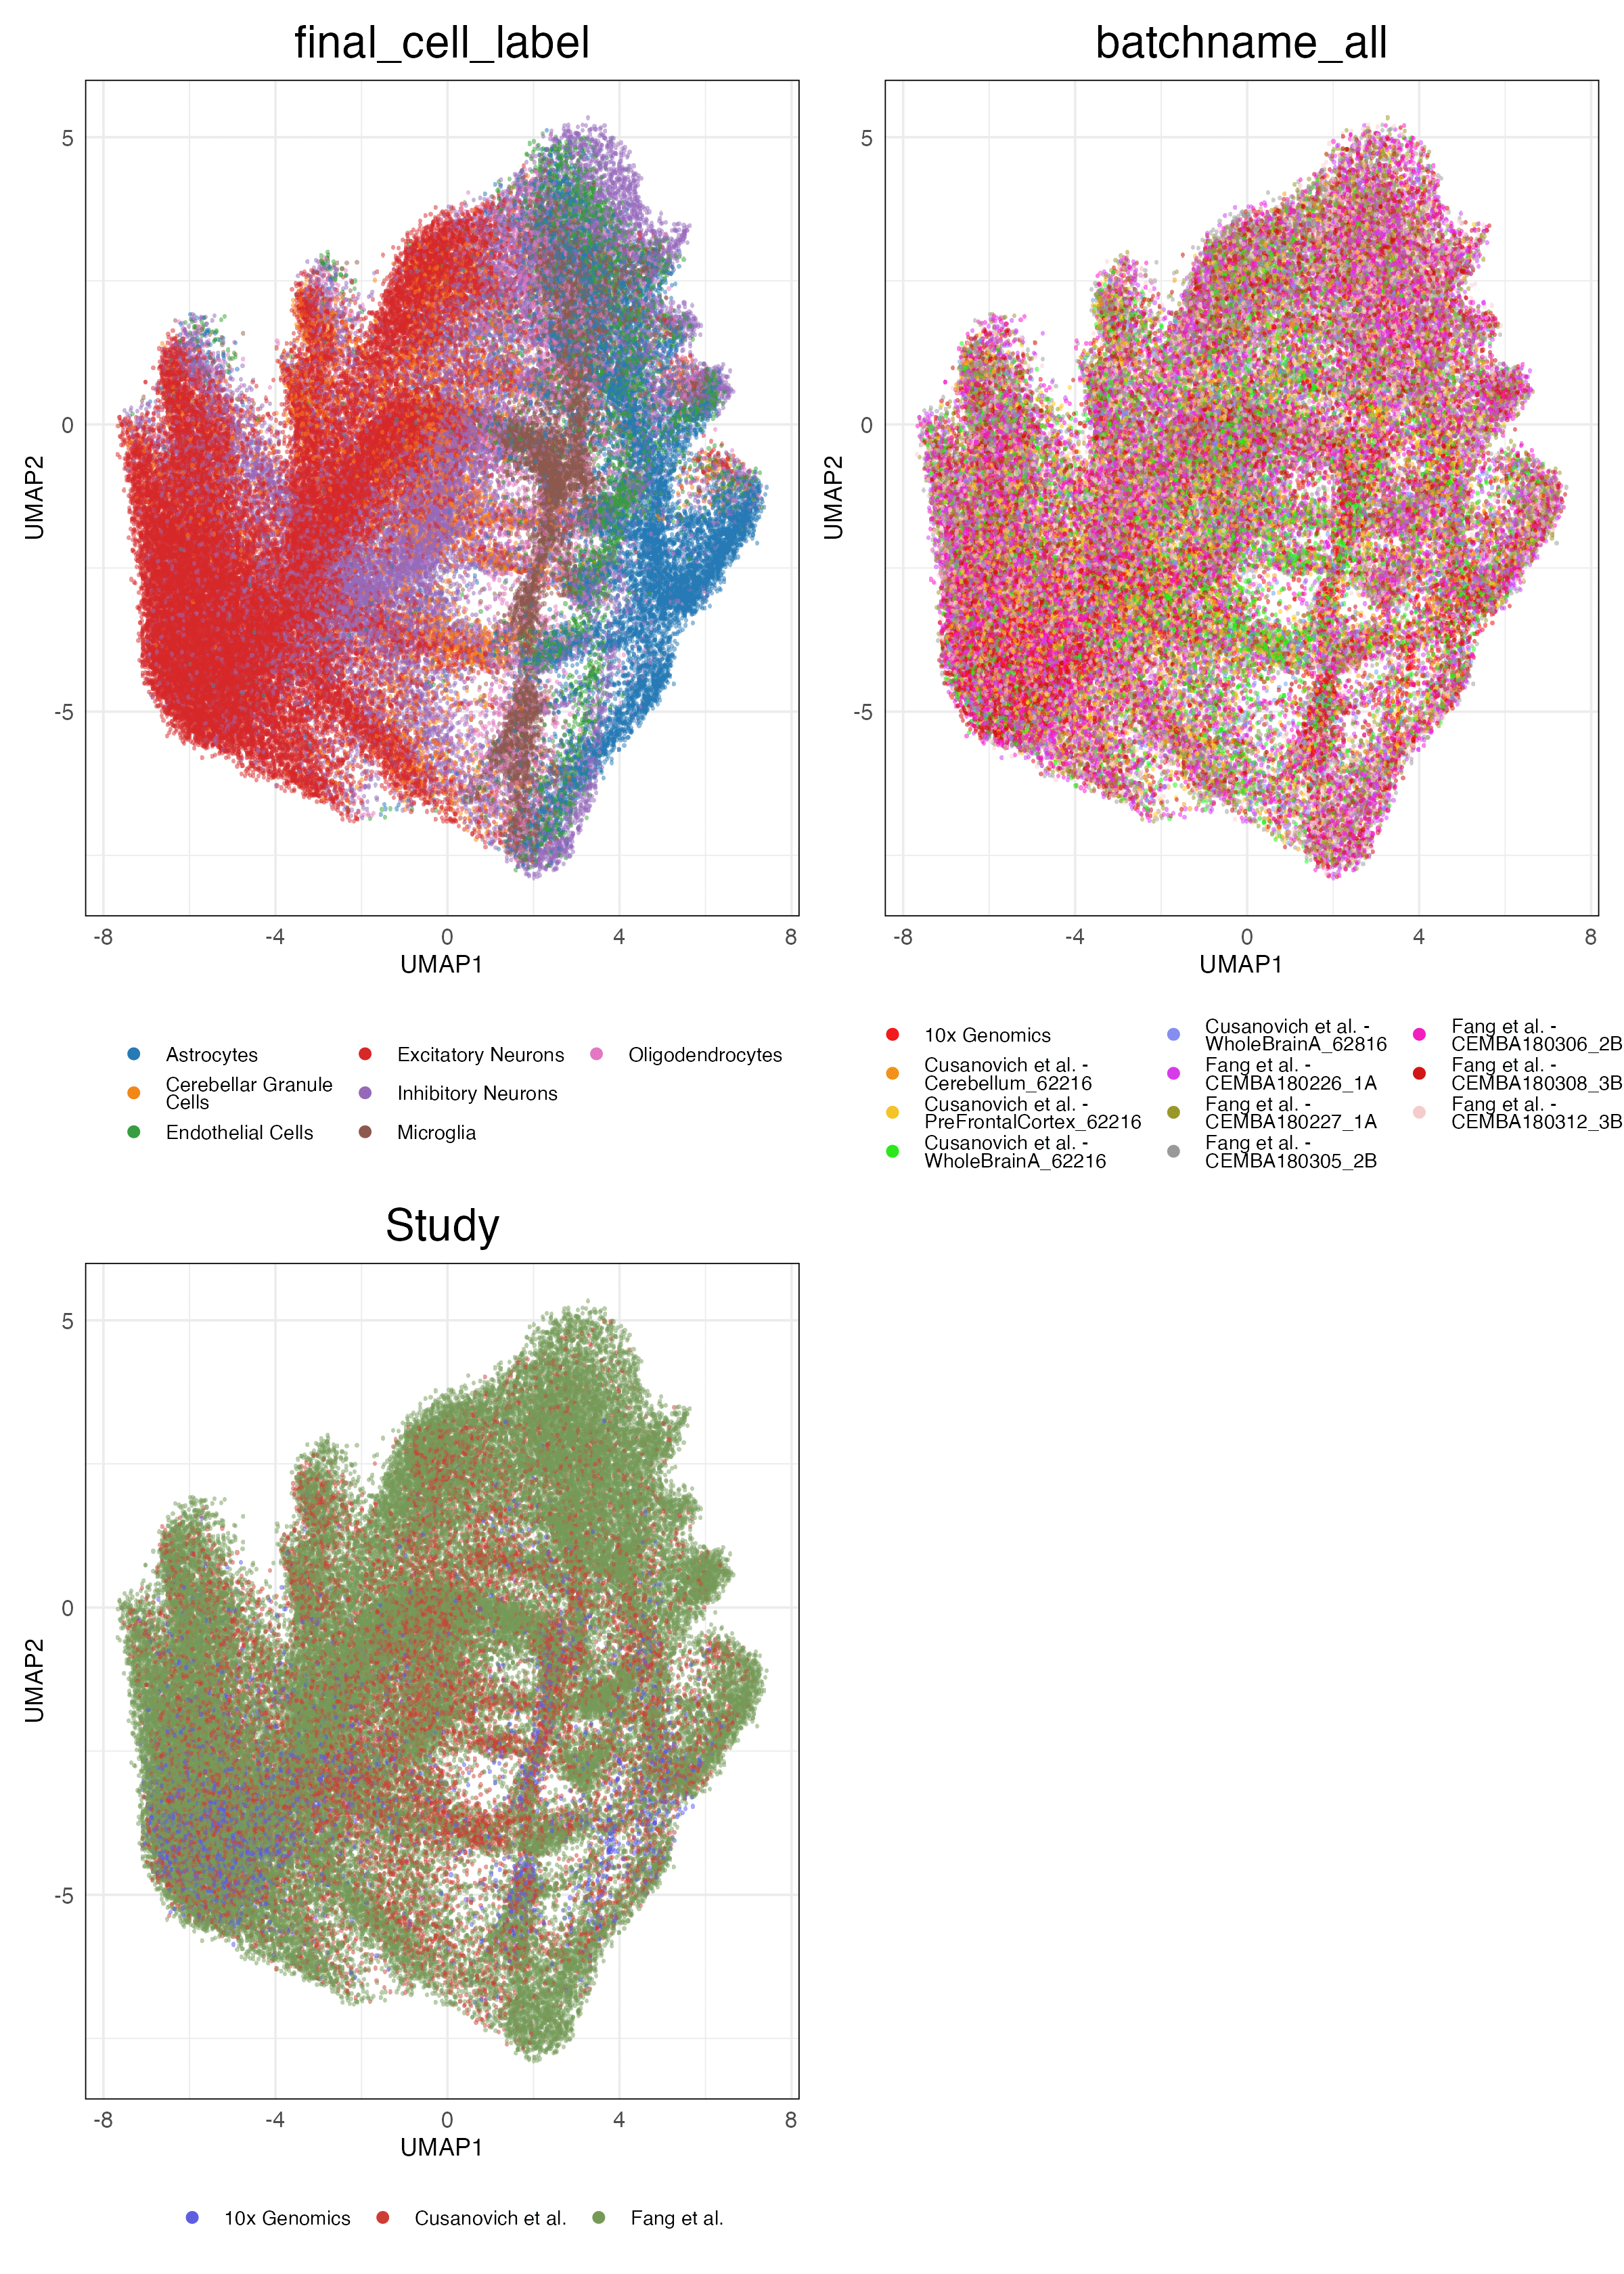 final_cell_label
batchname_all
5
0
-5
UMAP2
-8 -4 0 4 8
UMAP1
5
0
-5
UMAP2
-8 -4 0 4 8
UMAP1
Astrocytes
Cerebellar Granule
Cells
Endothelial Cells
Excitatory Neurons
Inhibitory Neurons
Microglia
Oligodendrocytes
10x Genomics
Cusanovich et al. -
Cerebellum_62216
Cusanovich et al. -
PreFrontalCortex_62216
Cusanovich et al. -
WholeBrainA_62216
Cusanovich et al. -
WholeBrainA_62816
Fang et al. -
CEMBA180226_1A
Fang et al. -
CEMBA180227_1A
Fang et al. -
CEMBA180305_2B
Fang et al. -
CEMBA180306_2B
Fang et al. -
CEMBA180308_3B
Fang et al. -
CEMBA180312_3B
Study
5
0
-5
UMAP2
-8 -4 0 4 8
UMAP1
10x Genomics
Cusanovich et al.
Fang et al.